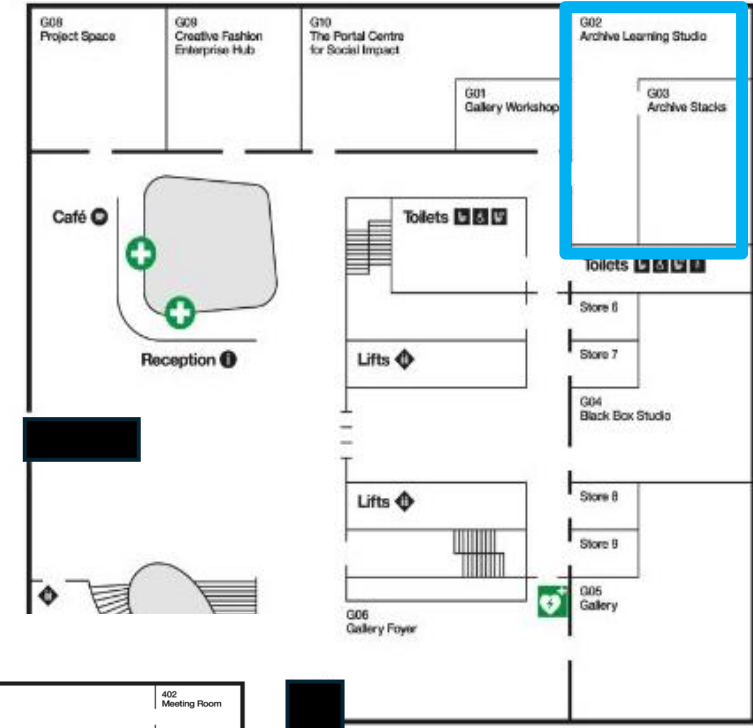 G08
Project Space
G09
Creative Fashion
Enterprise Hub
G10
The Portal Centre
for Social Impact
G02
Archive Learning Studio
G01
Gallery Workshop
G03
Archive Stacks
Café
Toilets
Toilets
Store 6
Reception
Lifts
Store 7
G04
Black Box Studio
Lifts
Store 8
Store 9
G06
Gallery Foyer
G05
Gallery
402
Meeting Room